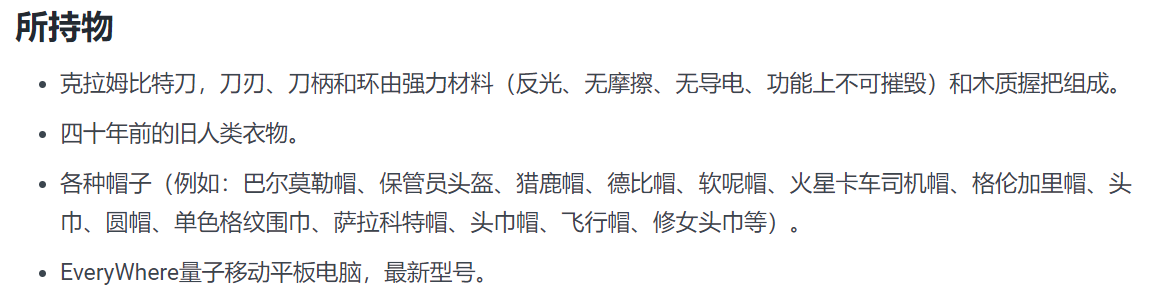 所持物
• 克拉姆比特刀，刀刃、刀柄和环由强力材料（反光、无摩擦、无导电、功能上不可摧毁）和木质握把组成。
• 四十年前的旧人类衣物。
• 各种帽子（例如：巴尔莫勒帽、保管员头盔、猎鹿帽、德比帽、软呢帽、火星卡车司机帽、格伦加里帽、头
巾、圆帽、单色格纹围巾、萨拉科特帽、头巾帽、飞行帽、修女头巾等）。
• EveryWhere量子移动平板电脑，最新型号。